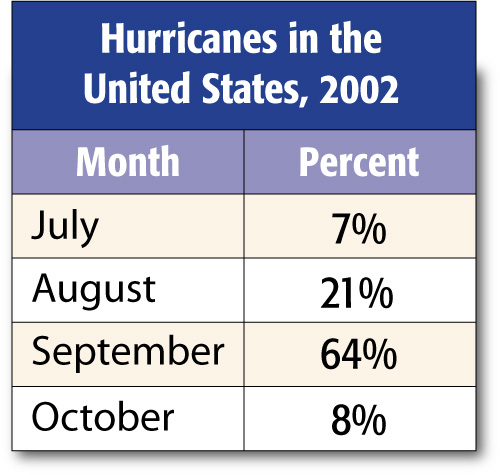 Hurricanes in the
United States, 2002
Month Percent
July 7%
August 21%
September 64%
October 8%